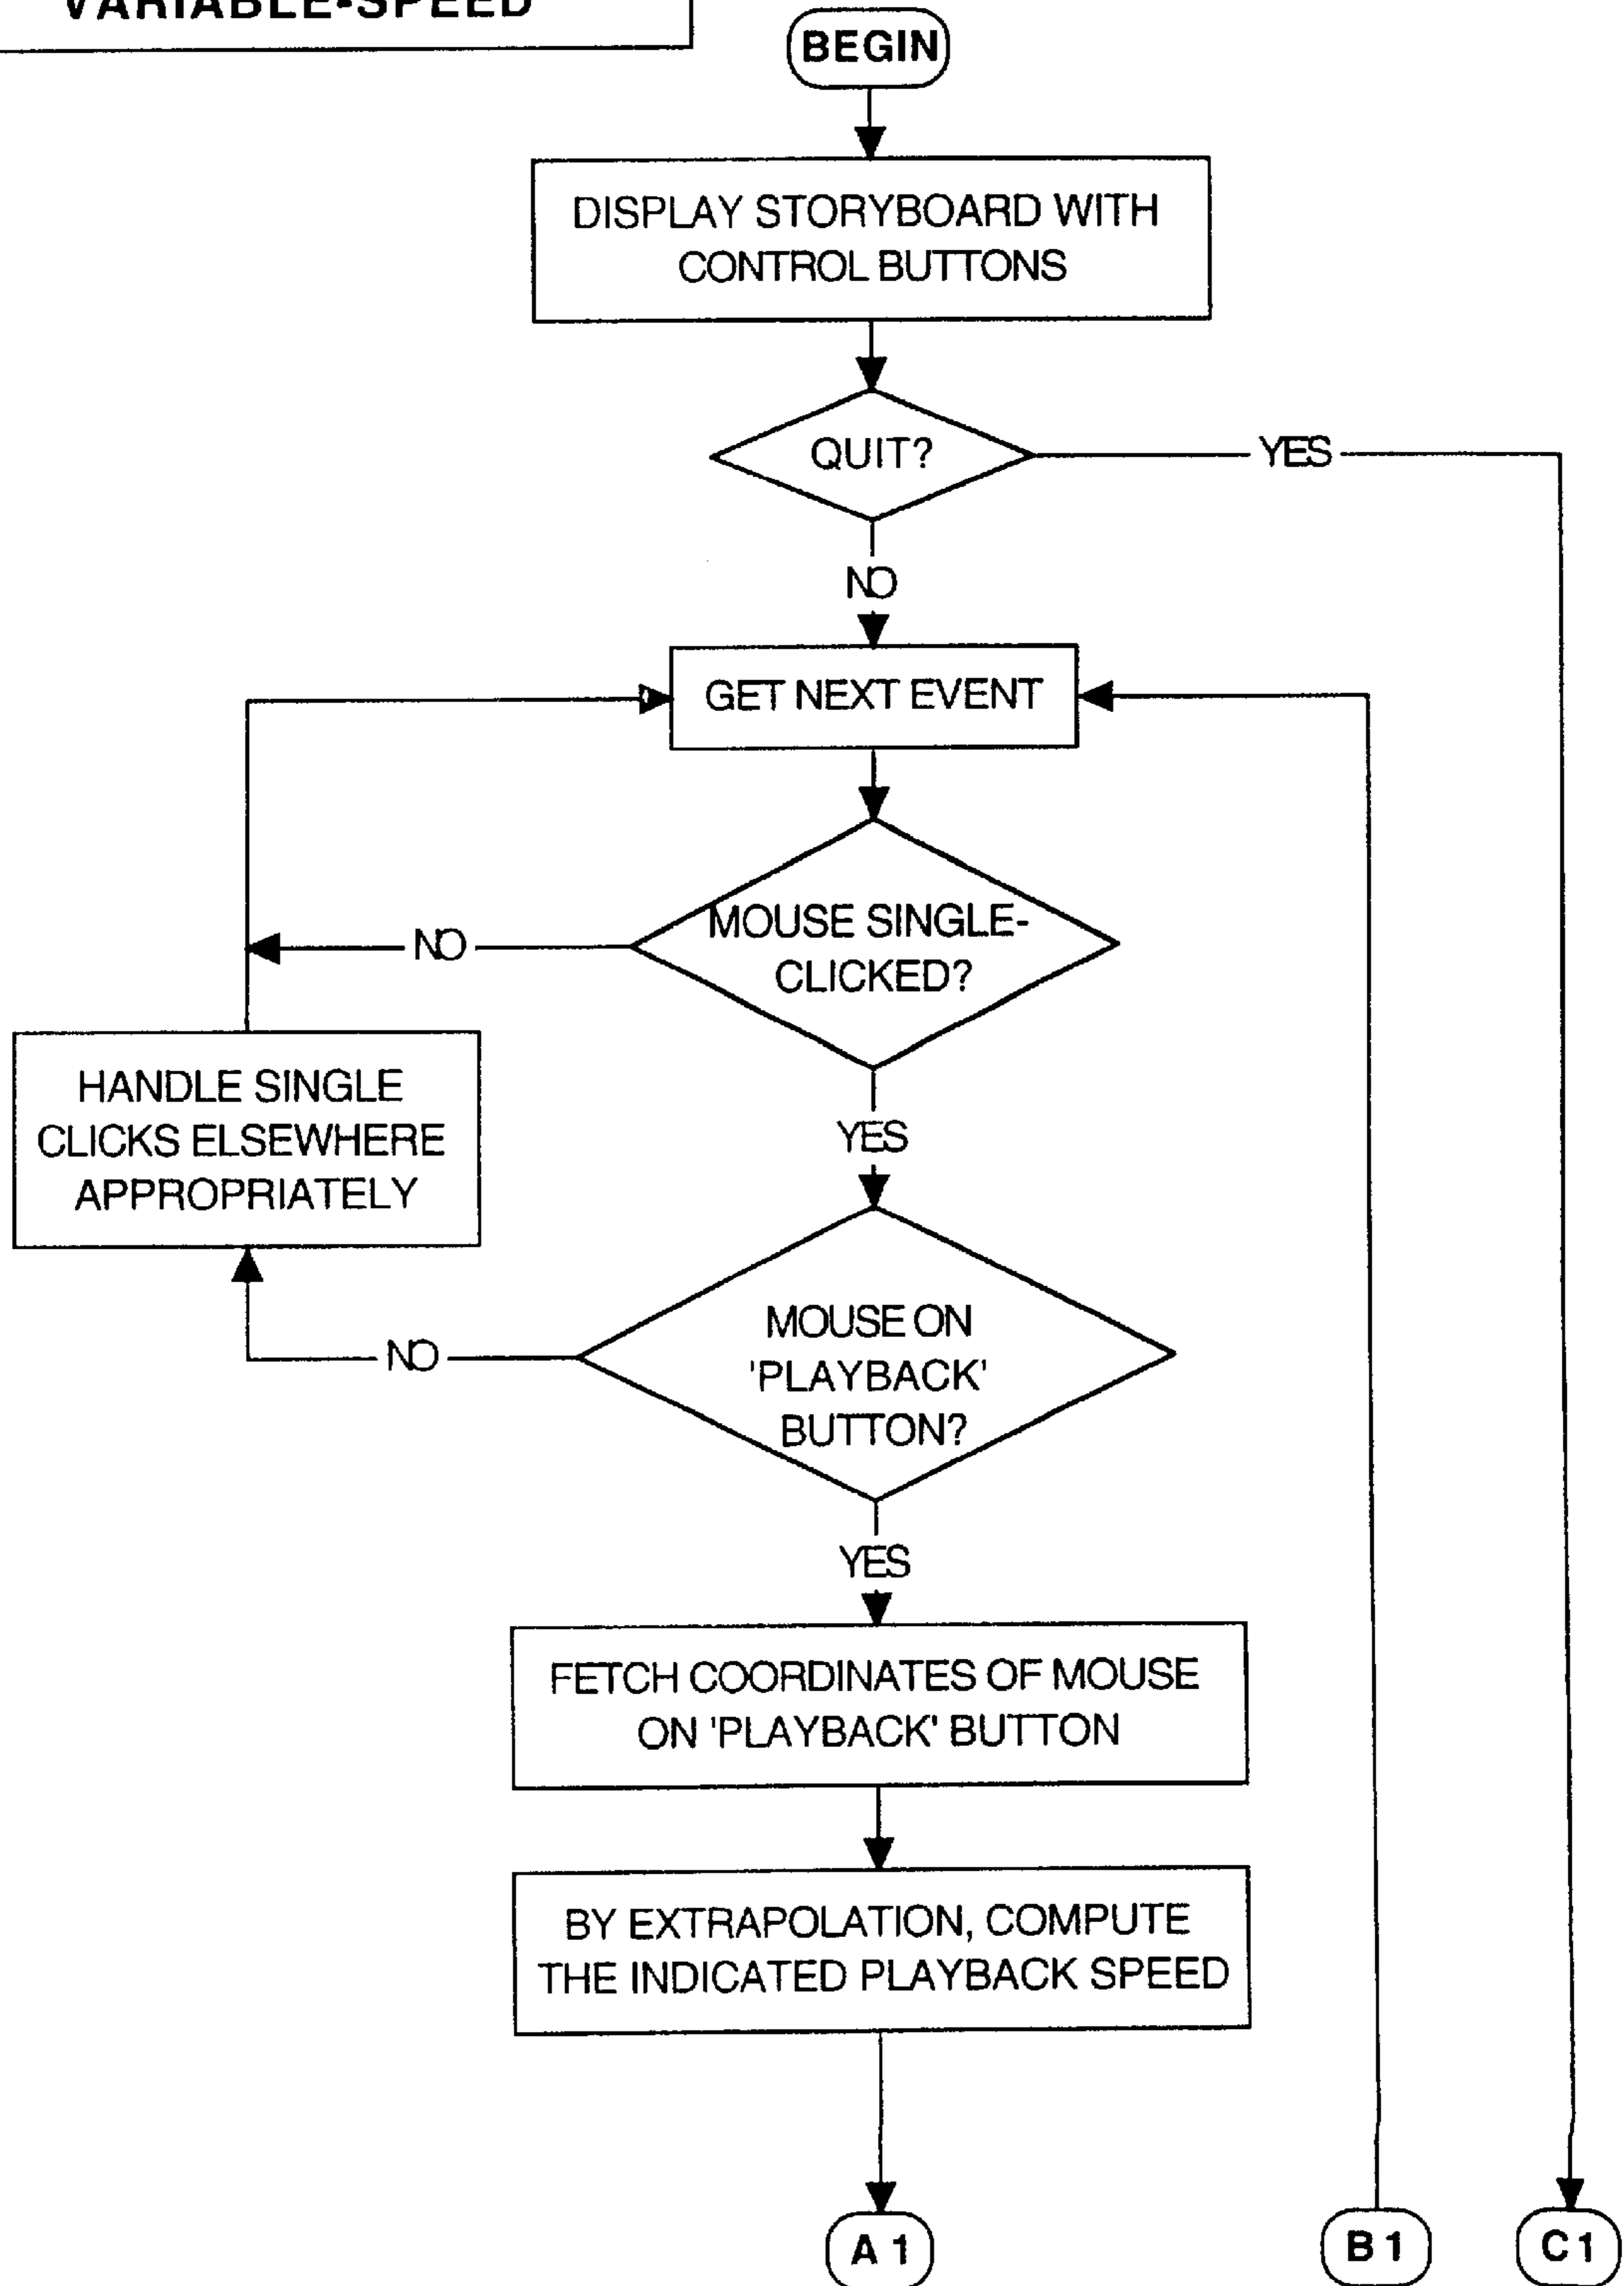 VARIABLE-SPEED
BEGIN
DISPLAY STORYBOARD WITH
CONTROL BUTTONS
QUIT?
YES
NO
GET NEXT EVENT
MOUSE SINGLE-
CLICKED?
NO
HANDLE SINGLE
CLICKS ELSEWHERE
APPROPRIATELY
YES
MOUSE ON
'PLAYBACK'
BUTTON?
NO
YES
FETCH COORDINATES OF MOUSE
ON 'PLAYBACK' BUTTON
BY EXTRAPOLATION, COMPUTE
THE INDICATED PLAYBACK SPEED
A 1
B 1
C 1